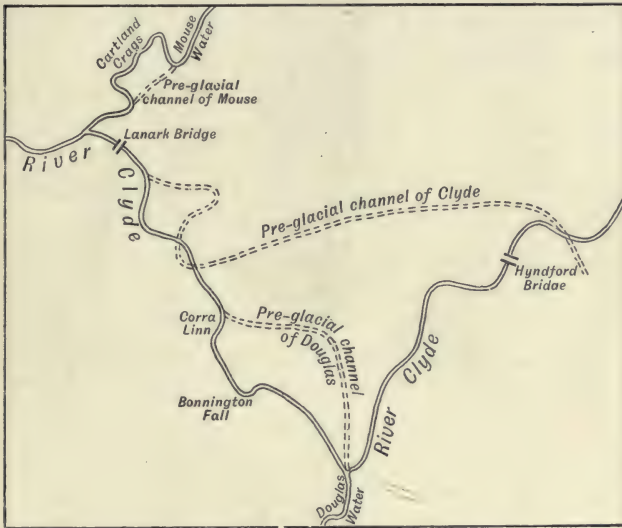 Cartland
Crags
Mouse
Water
Pre-glacial
channel of Mouse
Lanark Bridge
River
Clyde
Pre-glacial channel of Clyde
Hyndford
Bridge
Corra
Linn
Pre-glacial channel
of Douglas
Bonnington
Fall
River Clyde
Douglas
Water